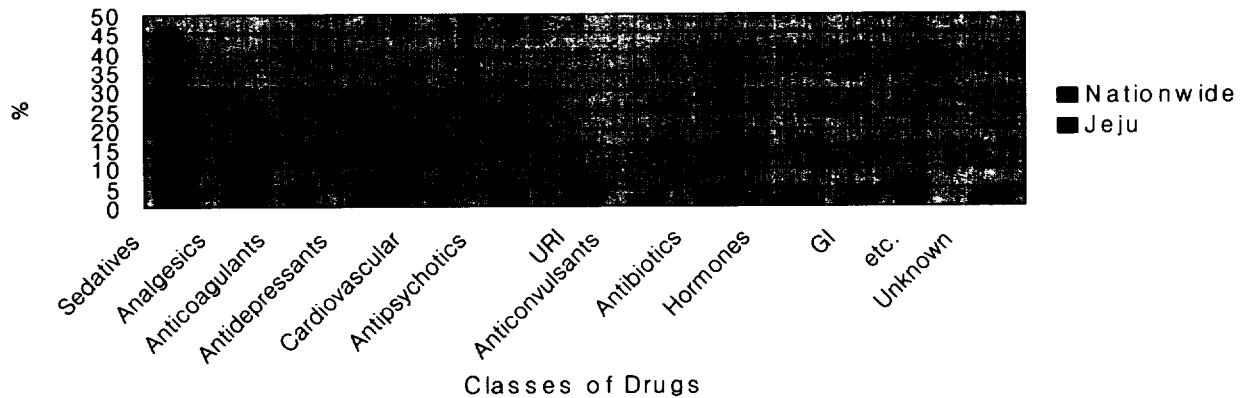 50
45
40
35
30
25
20
15
10
5
0
%
Nationwide
Jeju
Sedatives
Analgesics
Anticoagulants
Antidepressants
Cardiovascular
Antipsychotics
URI
Anticonvulsants
Antibiotics
Hormones
GI
etc.
Unknown
Classes of Drugs